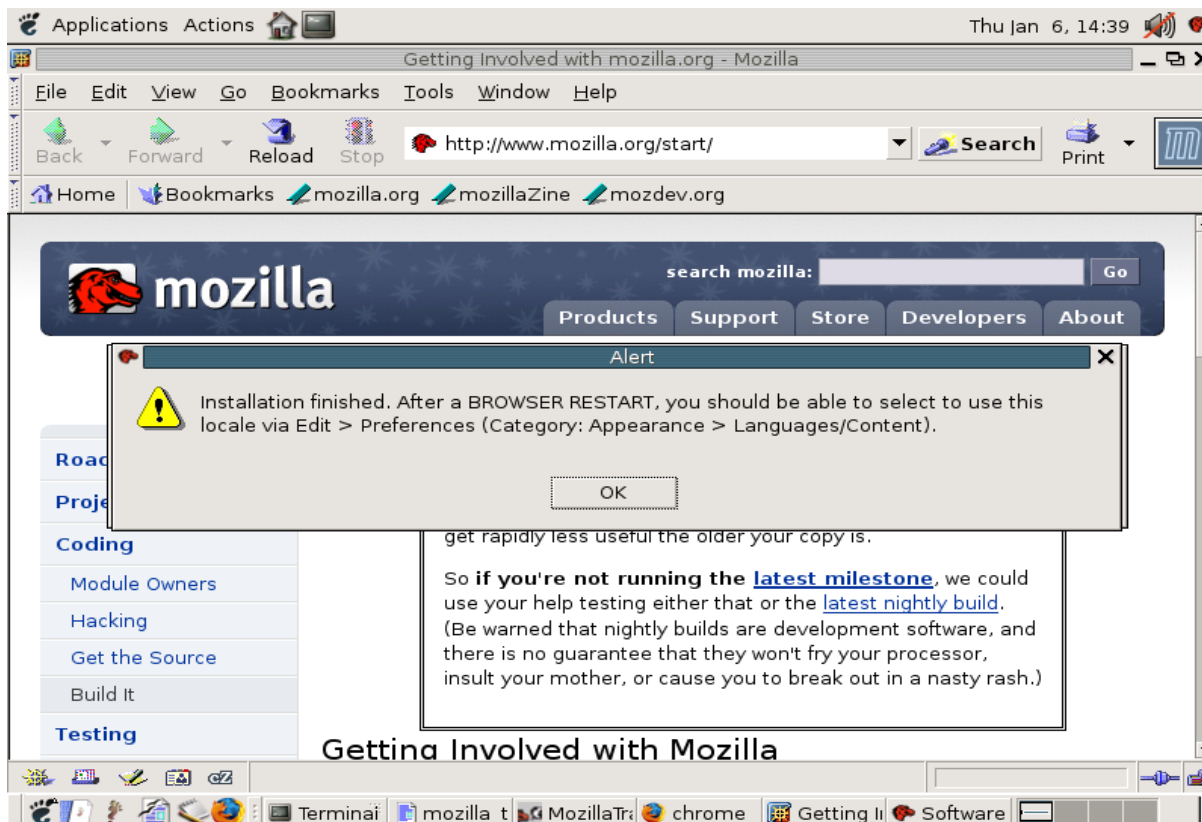 Applications Actions Thu Jan 6, 14:39
Getting Involved with mozilla.org - Mozilla
File Edit View Go Bookmarks Tools Window Help
Back Forward Reload Stop http://www.mozilla.org/start/ Search Print
Home Bookmarks mozilla.org mozillaZine mozdev.org
mozilla search mozilla: Go
Products Support Store Developers About
Alert
Installation finished. After a BROWSER RESTART, you should be able to select to use this
locale via Edit > Preferences (Category: Appearance > Languages/Content).
OK
Roa
Proje
Coding
Module Owners
Hacking
Get the Source
Build It
Testing
get rapidly less useful the older your copy is.
So if you're not running the latest milestone, we could
use your help testing either that or the latest nightly build.
(Be warned that nightly builds are development software, and
there is no guarantee that they won't fry your processor,
insult your mother, or cause you to break out in a nasty rash.)
Getting Involved with Mozilla
Terminal mozilla t MozillaTra chrome Getting I Software